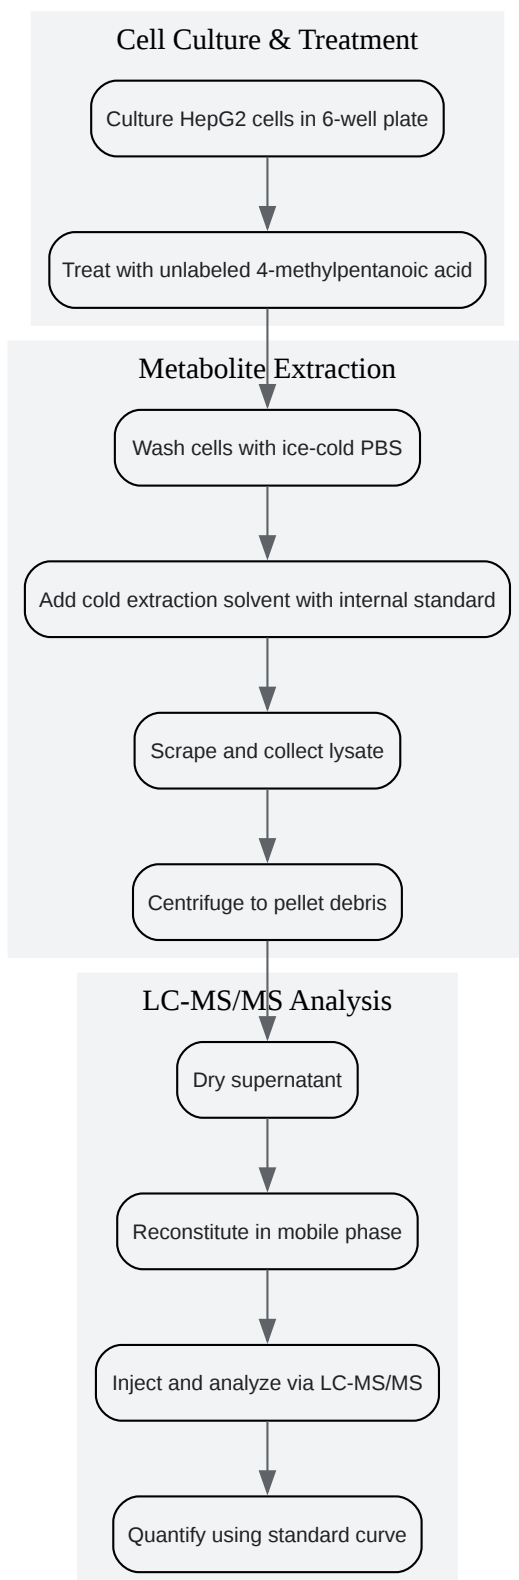 Cell Culture & Treatment
Culture HepG2 cells in 6-well plate
Treat with unlabeled 4-methylpentanoic acid
Metabolite Extraction
Wash cells with ice-cold PBS
Add cold extraction solvent with internal standard
Scrape and collect lysate
Centrifuge to pellet debris
LC-MS/MS Analysis
Dry supernatant
Reconstitute in mobile phase
Inject and analyze via LC-MS/MS
Quantify using standard curve